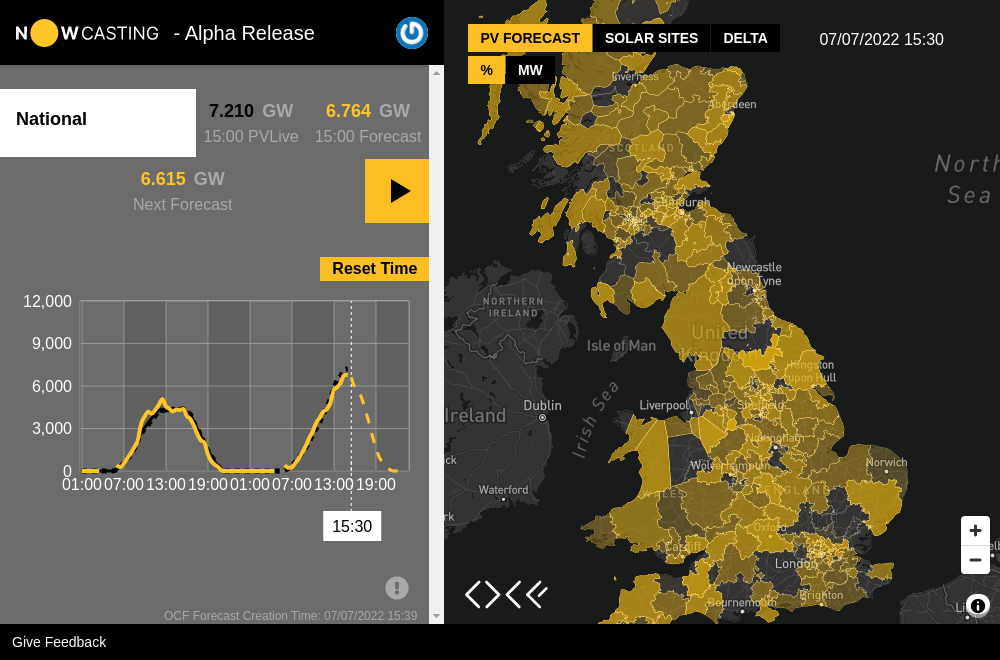 NOWCASTING - Alpha Release
National
7.210 GW
15:00 PVLive
6.764 GW
15:00 Forecast
6.615 GW
Next Forecast
Reset Time
12,000
9,000
6,000
3,000
0
01:00 07:00 13:00 19:00 01:00 07:00 13:00 19:00
15:30
OCF Forecast Creation Time: 07/07/2022 15:39
Give Feedback
PV FORECAST SOLAR SITES DELTA
07/07/2022 15:30
% MW
Inverness
Aberdeen
SCOTLAND
North
Sea
Edinburgh
Newcastle
upon Tyne
NORTHERN
IRELAND
Isle of Man
United
Kingdom
Kingston
upon Hull
Ireland
Dublin
Irish Sea
Liverpool
Sheffield
Nottingham
Wolverhampton
Norwich
ck
Waterford
WALES
ENGLAND
rk
Oxford
Cardiff
London
Brighton
Bournemouth
+
−